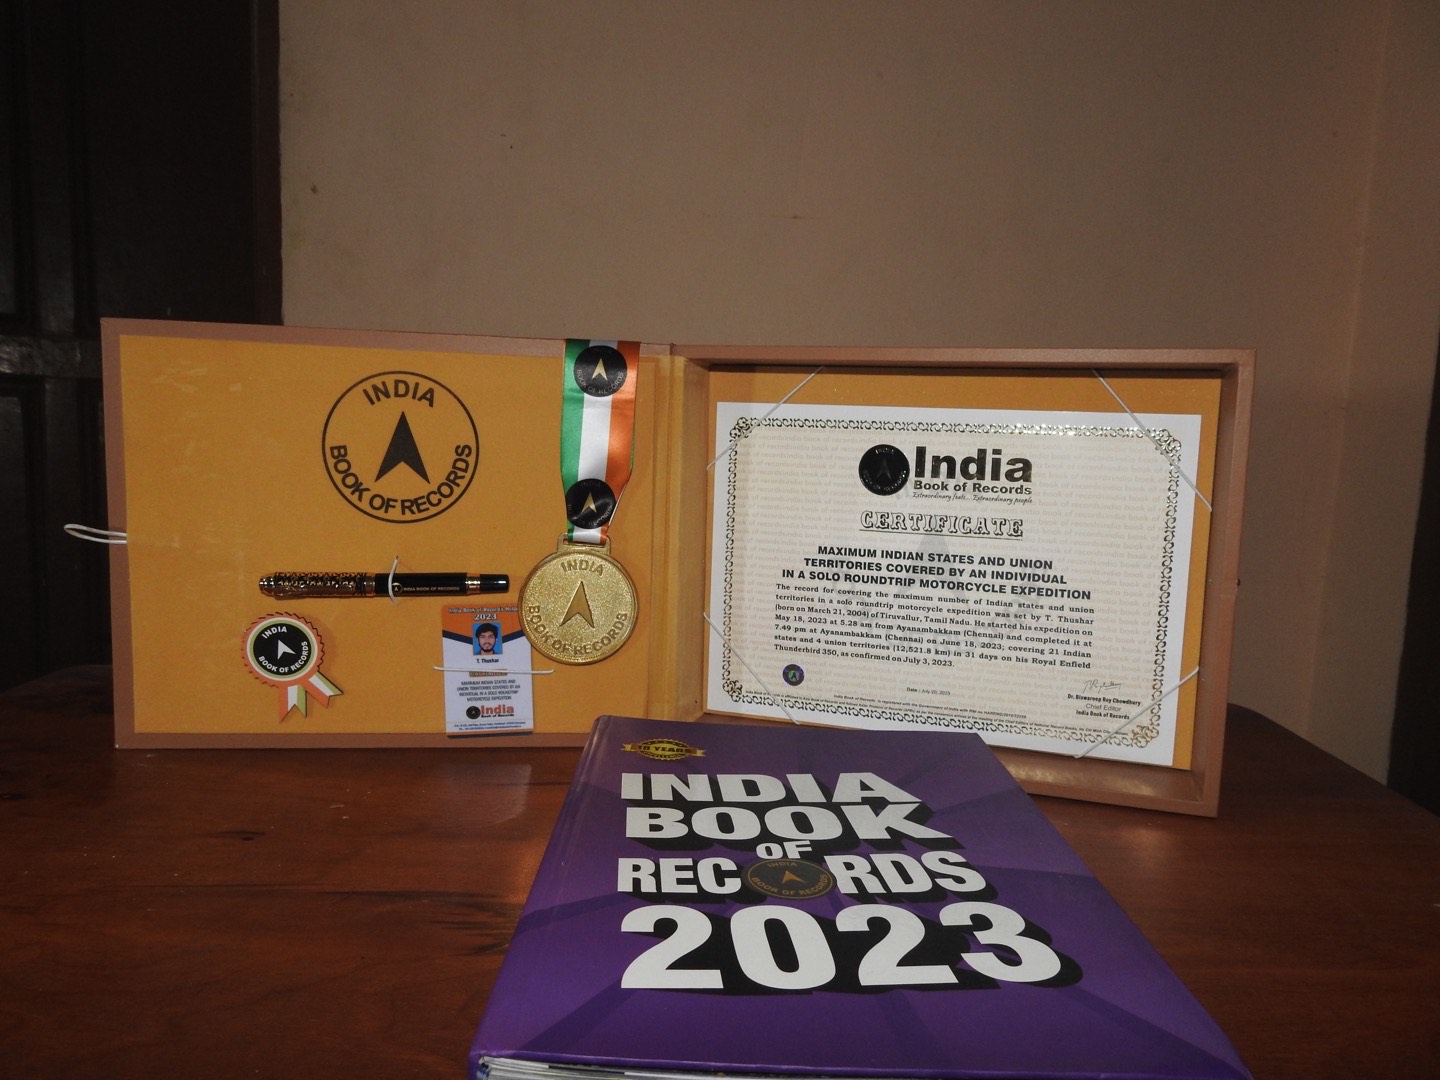 INDIA
BOOK OF RECORDS
INDIA BOOK OF RECORDS
INDIA
BOOK OF RECORDS
BOOK OF RECORDS
INDIA
BOOK OF RECORDS
India Book of Records Holder
2023
T. Thushar
MAXIMUM INDIAN STATES AND
UNION TERRITORIES COVERED BY AN
INDIVIDUAL IN A SOLO ROUNDTRIP
MOTORCYCLE EXPEDITION
India
India
Book of Records
Extraordinary feats... Extraordinary people
CERTIFICATE
MAXIMUM INDIAN STATES AND UNION
TERRITORIES COVERED BY AN INDIVIDUAL
IN A SOLO ROUNDTRIP MOTORCYCLE EXPEDITION
The record for covering the maximum number of Indian states and union
territories in a solo roundtrip motorcycle expedition was set by T. Thushar
(born on March 21, 2004) of Tiruvallur, Tamil Nadu. He started his expedition on
May 18, 2023 at 5.28 am from Ayanambakkam (Chennai) and completed it at
7.49 pm at Ayanambakkam (Chennai) on June 18, 2023; covering 21 Indian
states and 4 union territories (12,521.8 km) in 31 days on his Royal Enfield
Thunderbird 350, as confirmed on July 3, 2023.
Dr. Biswaroop Roy Chowdhury
Chief Editor
India Book of Records
18 YEARS
INDIA
BOOK
OF
RECORDS
INDIA
BOOK OF RECORDS
2023